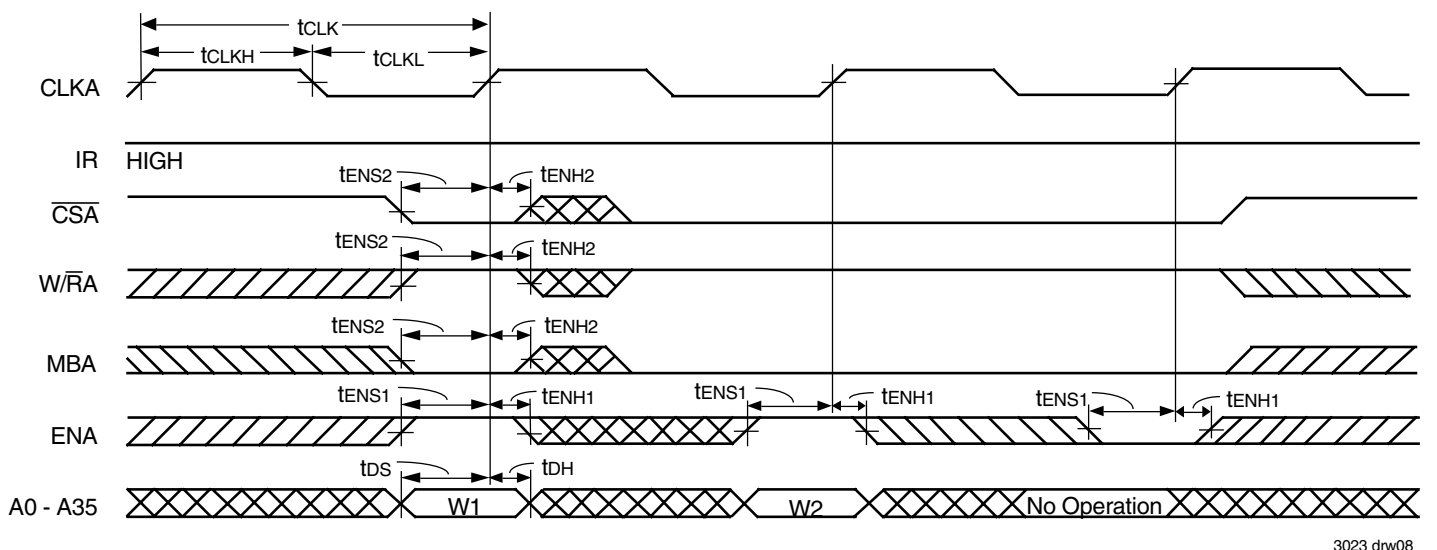 tCLK
tCLKH tCLKL
CLKA
IR HIGH
tENS2 tENH2
CSA
tENS2 tENH2
W/RA
tENS2 tENH2
MBA
tENS1 tENH1 tENS1 tENH1 tENS1 tENH1
ENA
tDS tDH
A0 - A35 W1 W2 No Operation
3023 drw08